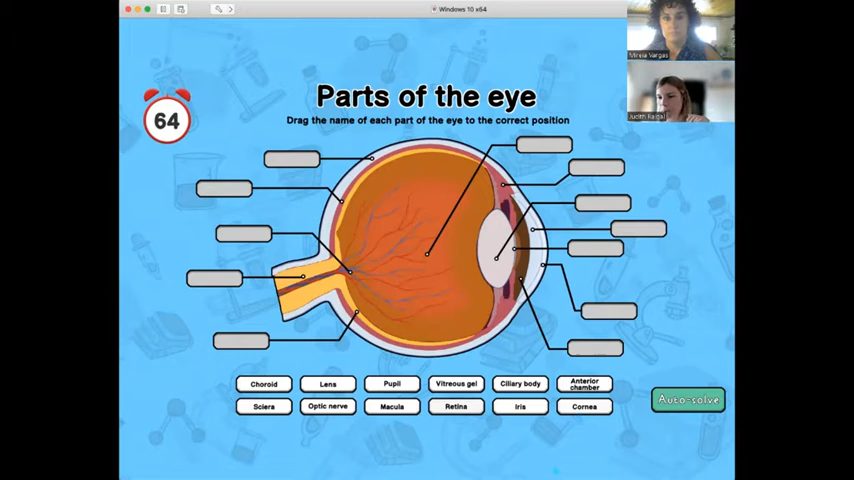 Windows 10 x64
Mireia Vargas
64
Parts of the eye
Drag the name of each part of the eye to the correct position
Choroid
Lens
Pupil
Vitreous gel
Ciliary body
Anterior
chamber
Sclera
Optic nerve
Macula
Retina
Iris
Cornea
Auto-solve